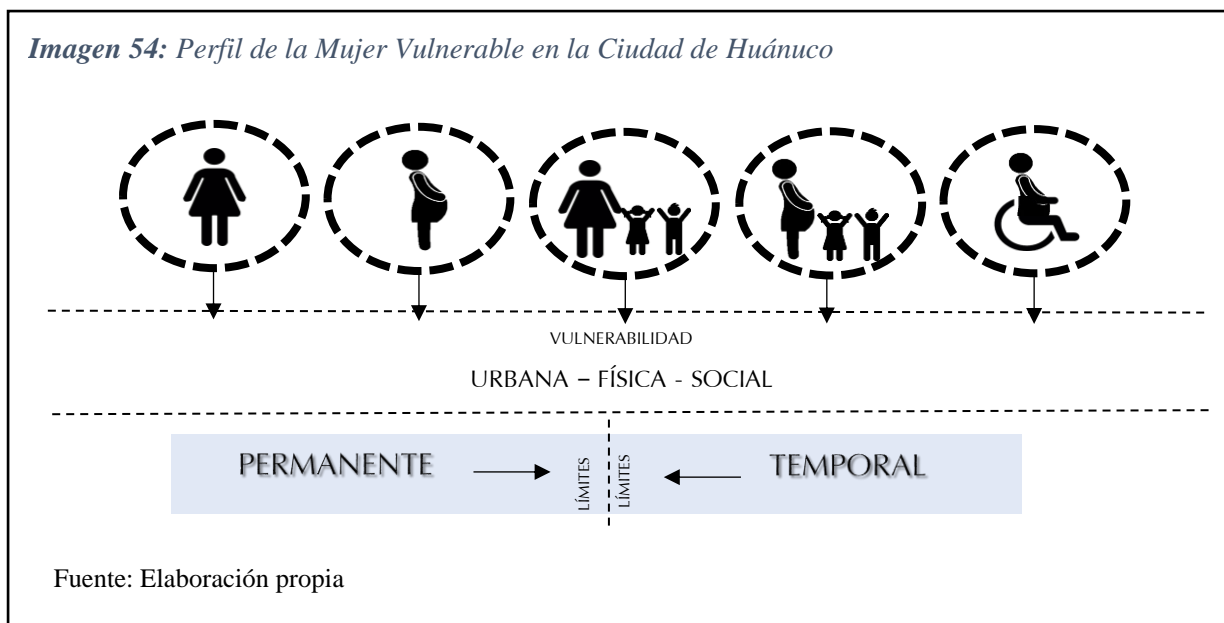 Imagen 54: Perfil de la Mujer Vulnerable en la Ciudad de Huánuco
VULNERABILIDAD
URBANA – FÍSICA - SOCIAL
PERMANENTE
LÍMITES
LÍMITES
TEMPORAL
Fuente: Elaboración propia